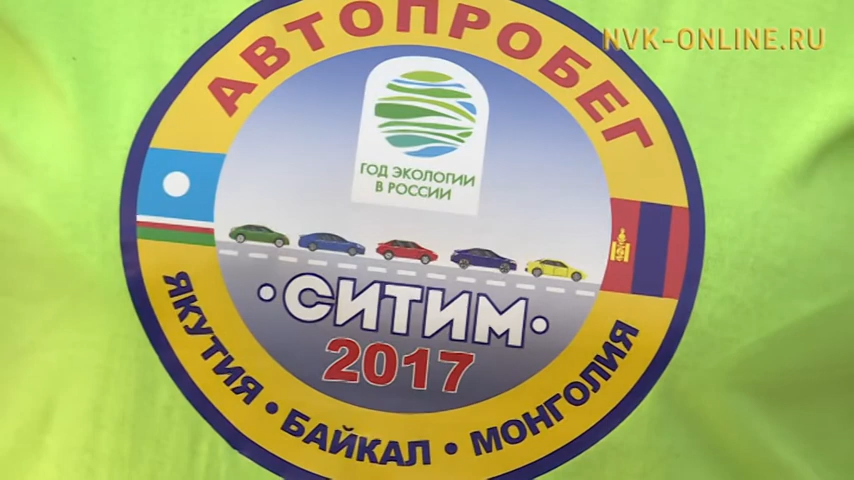 NVK-ONLINE.RU
АВТОПРОБЕГ
ГОД ЭКОЛОГИИ
В РОССИИ
•СИТИМ•
2017
ЯКУТИЯ • БАЙКАЛ • МОНГОЛИЯ